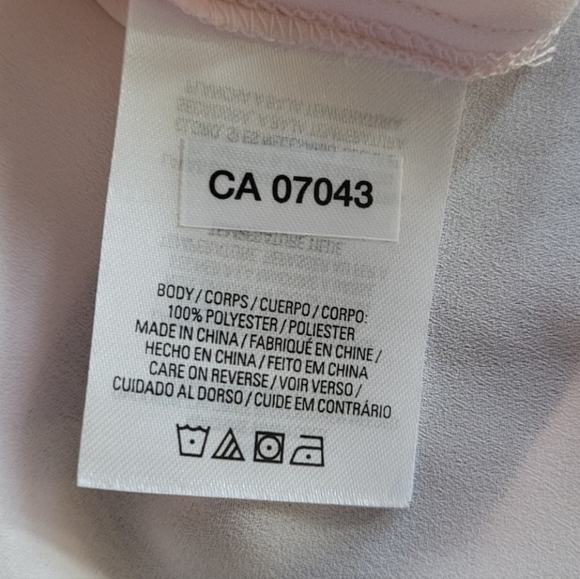 CA 07043
BODY / CORPS / CUERPO / CORPO:
100% POLYESTER / POLIESTER
MADE IN CHINA / FABRIQUÉ EN CHINE /
HECHO EN CHINA / FEITO EM CHINA
CARE ON REVERSE / VOIR VERSO /
CUIDADO AL DORSO / CUIDE EM CONTRÁRIO